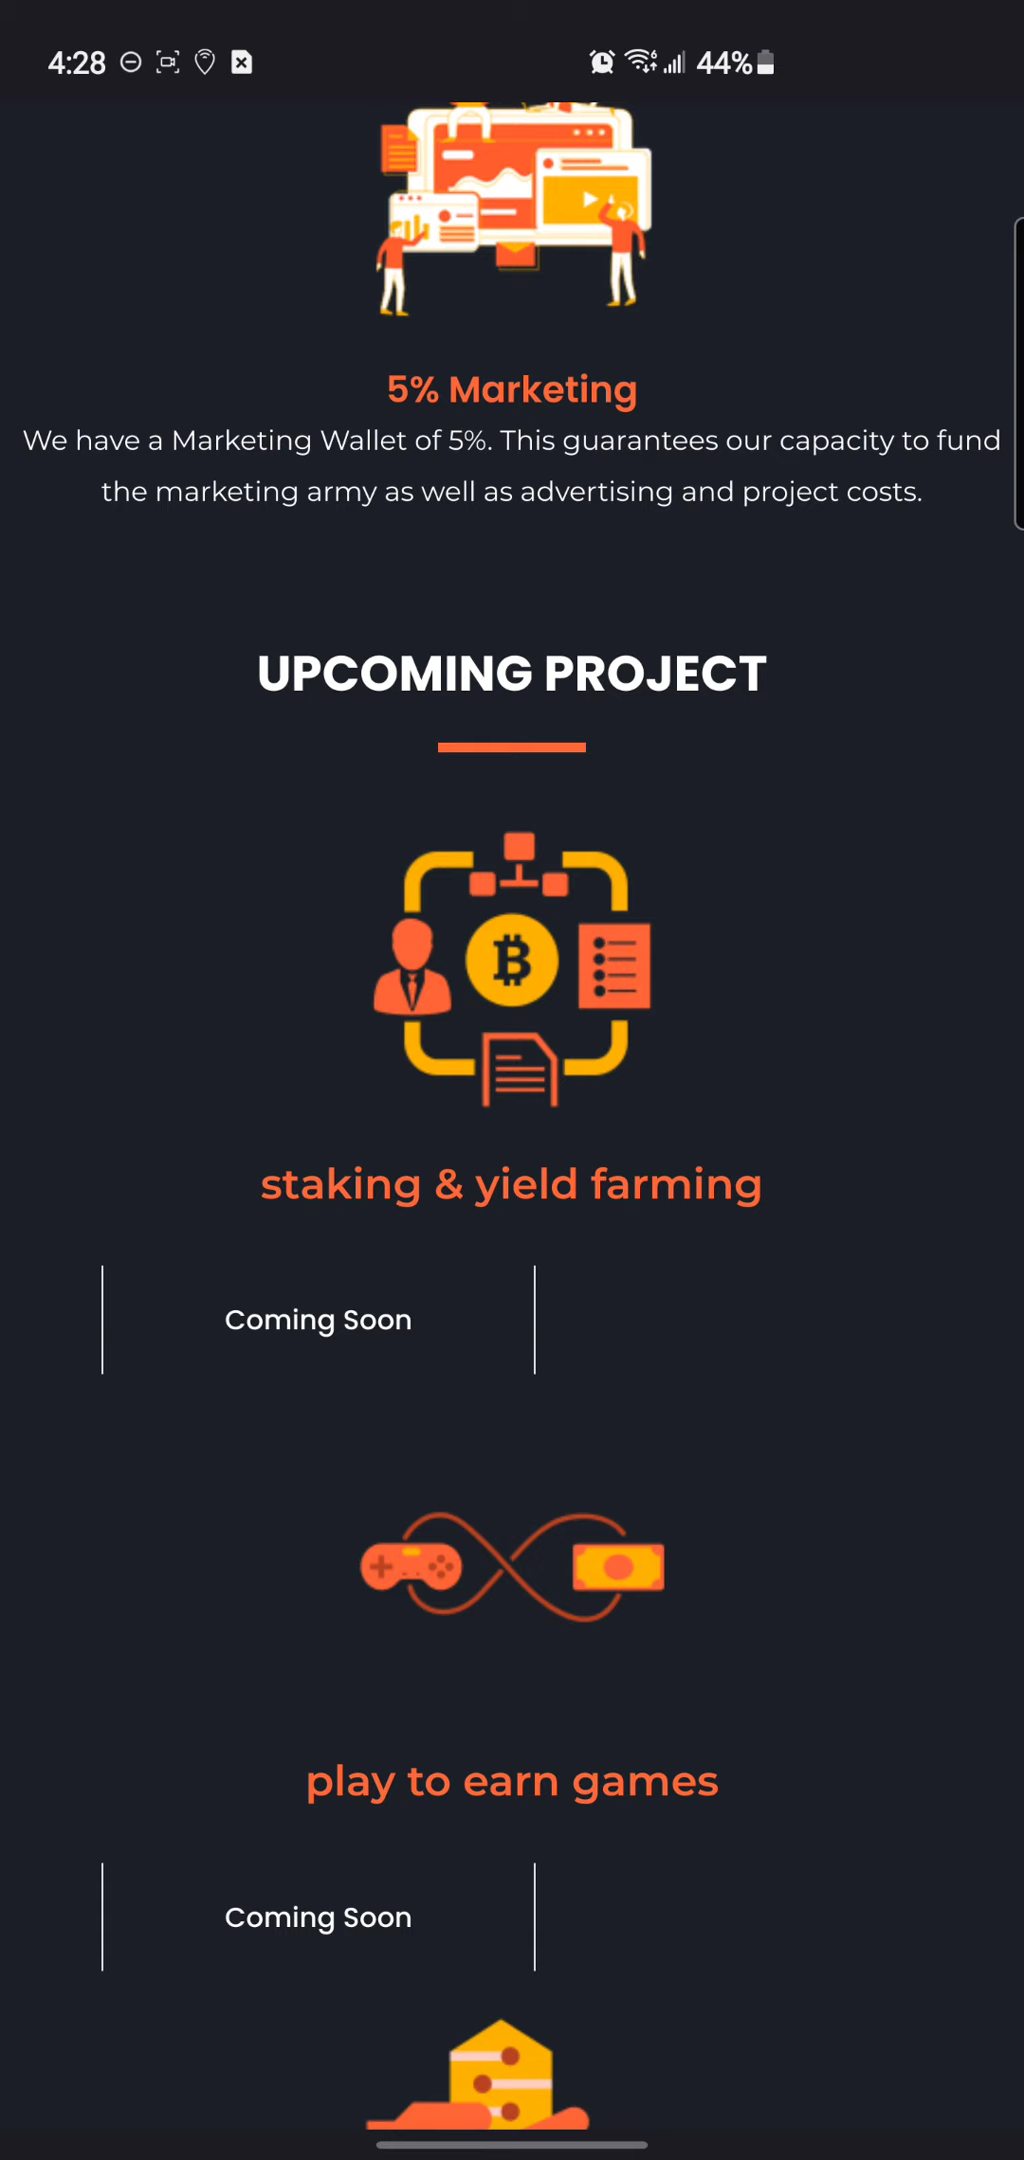 4:28
44%
5% Marketing
We have a Marketing Wallet of 5%. This guarantees our capacity to fund
the marketing army as well as advertising and project costs.
UPCOMING PROJECT
staking & yield farming
Coming Soon
play to earn games
Coming Soon